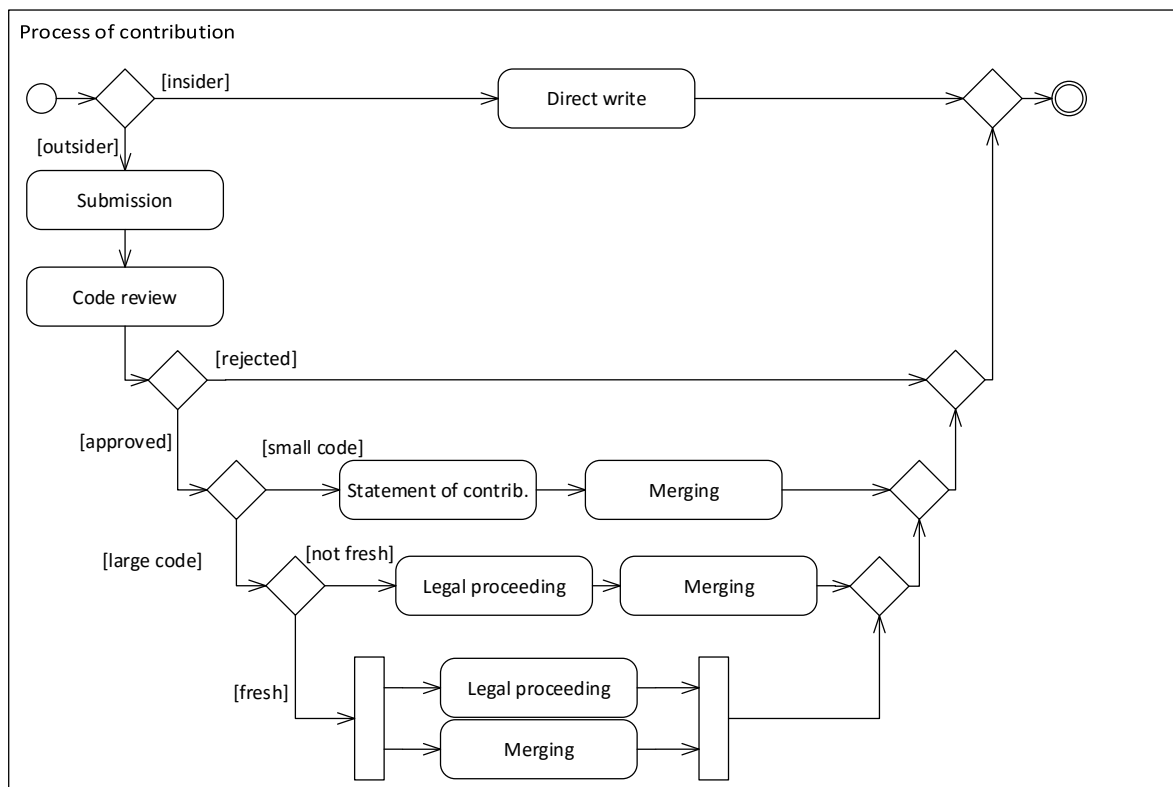 Process of contribution
[insider]
Direct write
[outsider]
Submission
Code review
[rejected]
[approved]
[small code]
Statement of contrib.
Merging
[large code]
[not fresh]
Legal proceeding
Merging
[fresh]
Legal proceeding
Merging